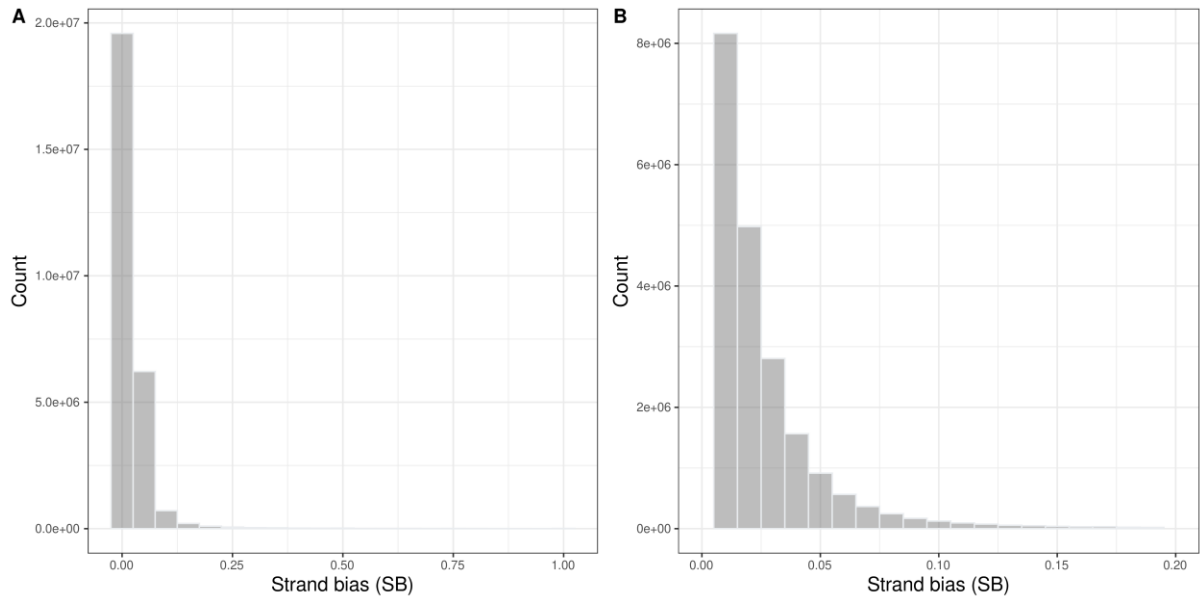 A
Count
2.0e+07
1.5e+07
1.0e+07
5.0e+06
0.0e+00
0.00 0.25 0.50 0.75 1.00
Strand bias (SB)
B
Count
8e+06
6e+06
4e+06
2e+06
0e+00
0.00 0.05 0.10 0.15 0.20
Strand bias (SB)